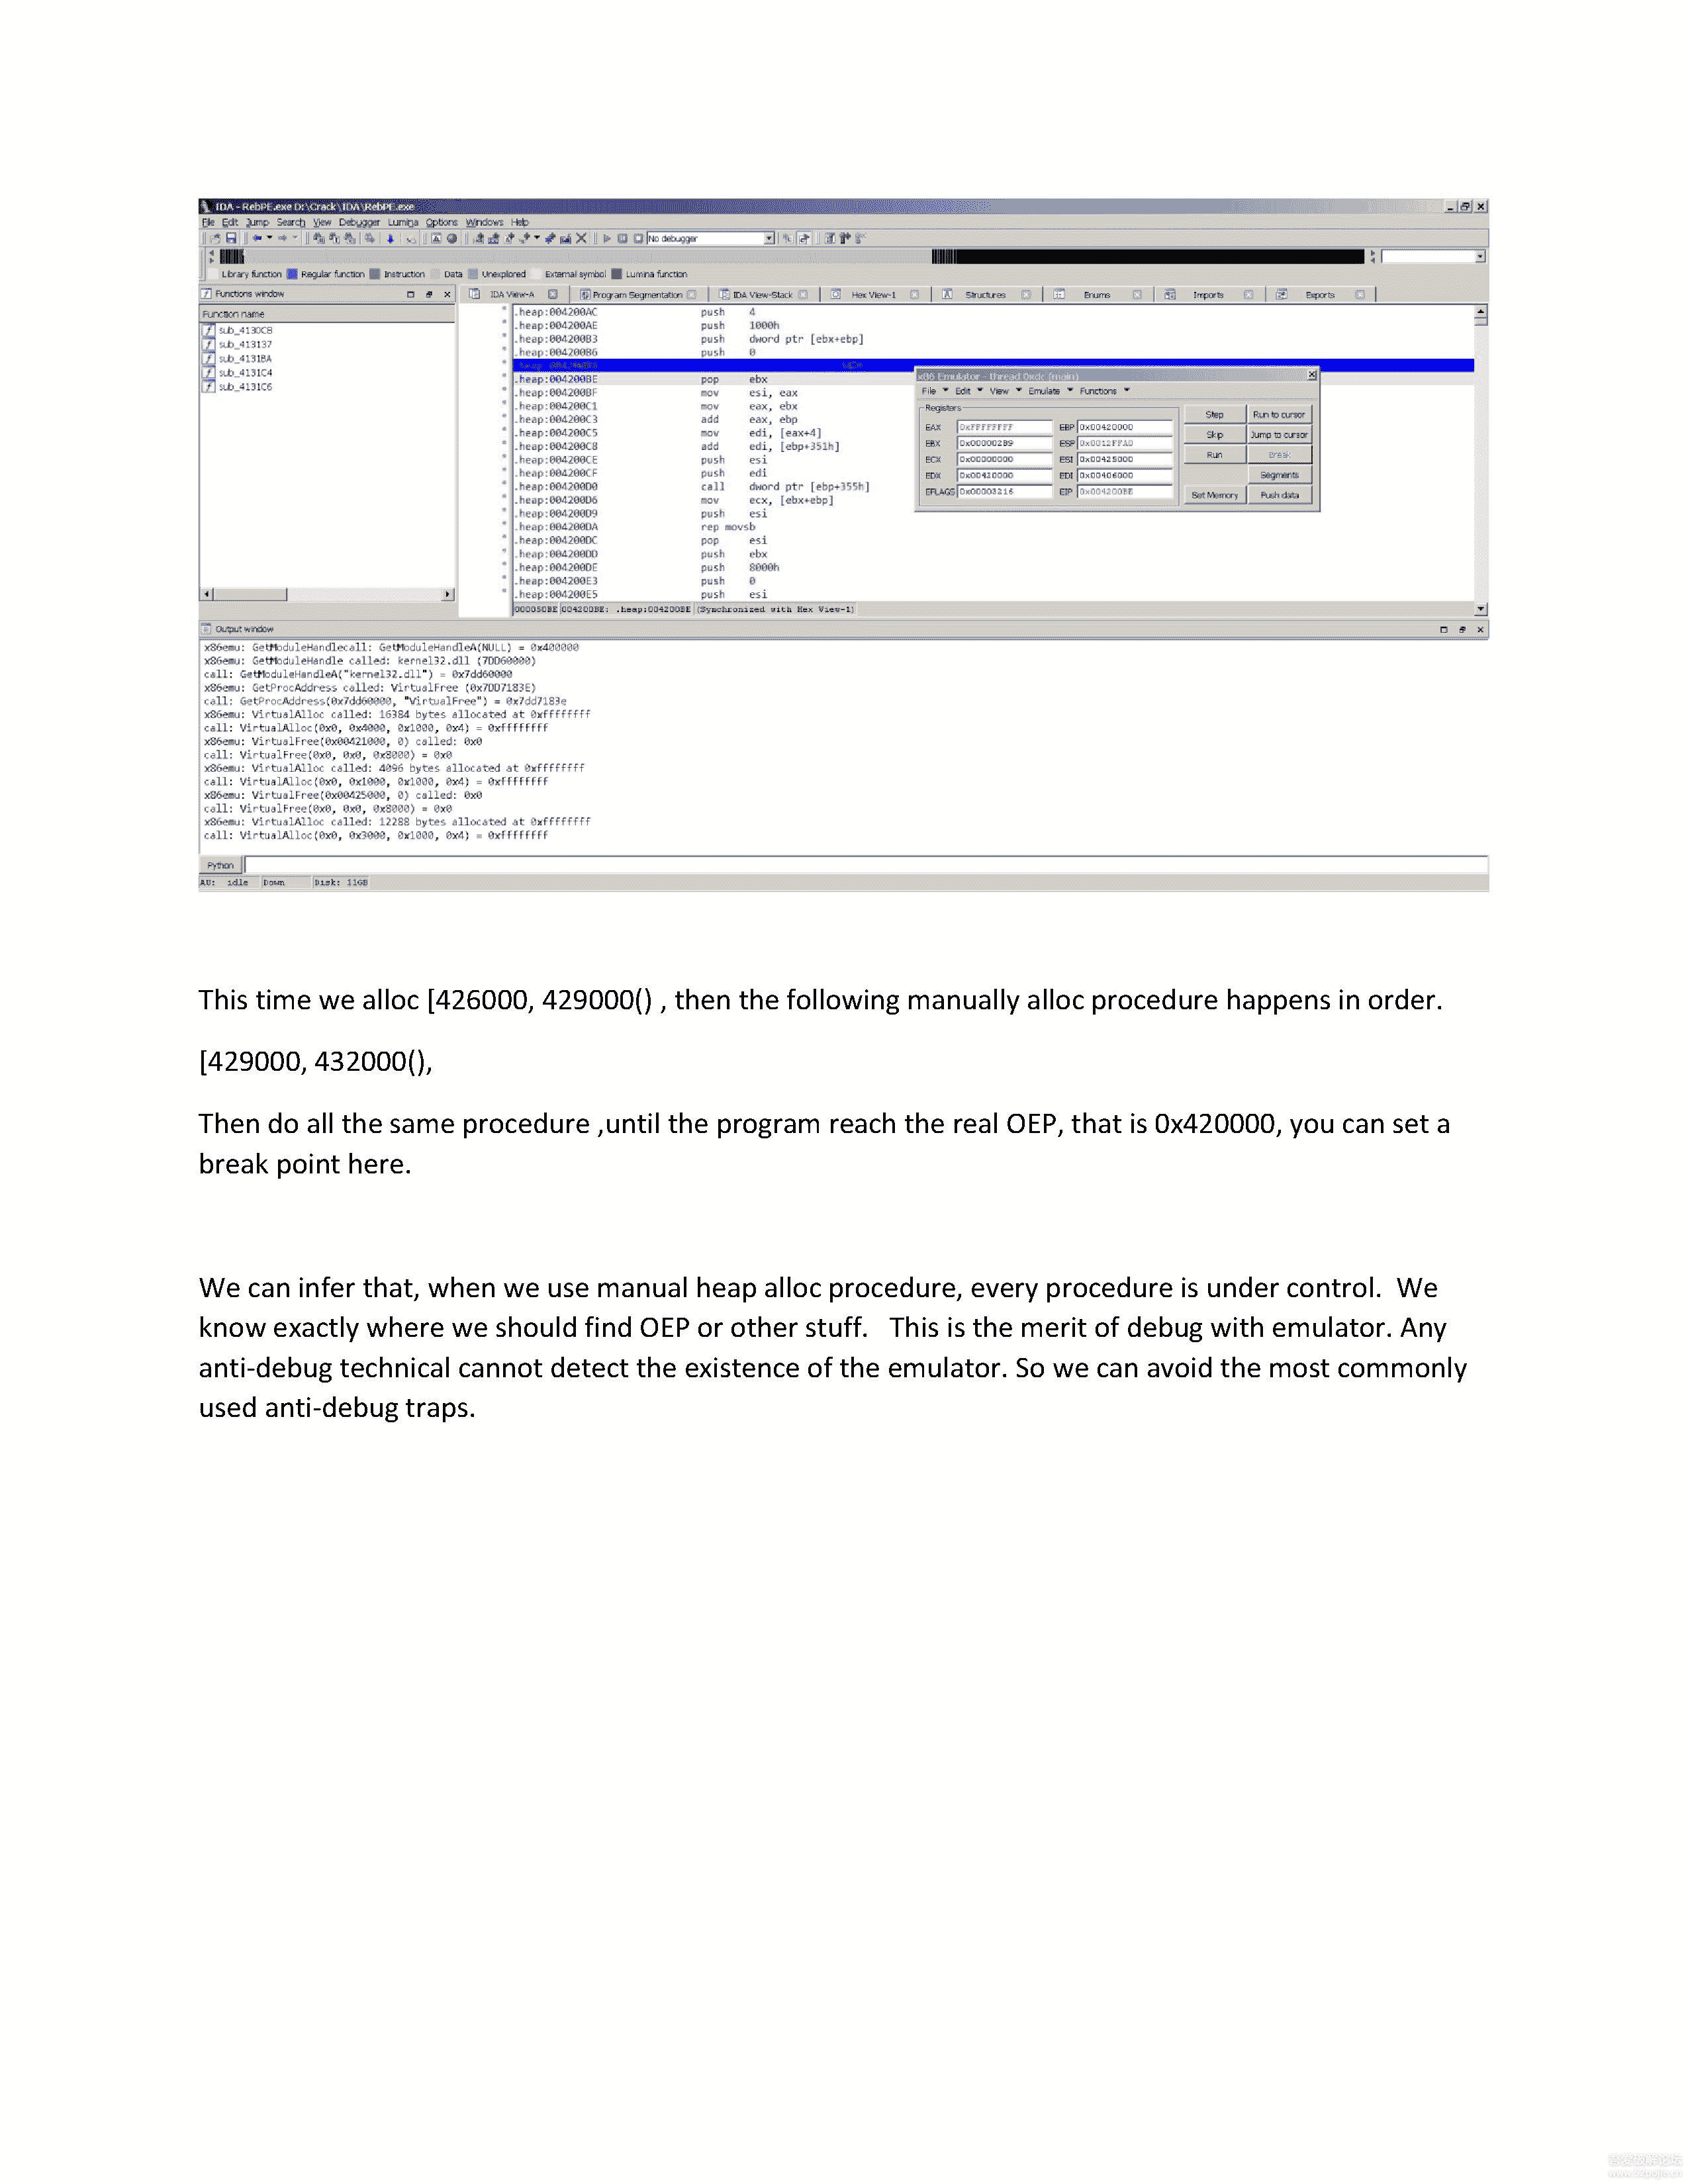 IDA - RebPE.exe D:\Crack\IDA\RebPE.exe
File Edit Jump Search View Debugger Lumina Options Windows Help
No debugger
Library function Regular function Instruction Data Unexplored External symbol Lumina function
Functions window
IDA View-A Program Segmentation IDA View-Stack Hex View-1 Structures Enums Imports Exports
Function name
sub_4130CB
sub_413137
sub_4131BA
sub_4131C4
sub_4131C6
.heap:004200AC push 4
.heap:004200AE push 1000h
.heap:004200B3 push dword ptr [ebx+ebp]
.heap:004200B6 push 0
.heap:004200BE pop ebx
.heap:004200BF mov esi, eax
.heap:004200C1 mov eax, ebx
.heap:004200C3 add eax, ebp
.heap:004200C5 mov edi, [eax+4]
.heap:004200C8 add edi, [ebp+351h]
.heap:004200CE push esi
.heap:004200CF push edi
.heap:004200D0 call dword ptr [ebp+355h]
.heap:004200D6 mov ecx, [ebx+ebp]
.heap:004200D9 push esi
.heap:004200DA rep movsb
.heap:004200DC pop esi
.heap:004200DD push ebx
.heap:004200DE push 8000h
.heap:004200E3 push 0
.heap:004200E5 push esi
000050BE 004200BE: .heap:004200BE (Synchronized with Hex View-1)
x86 Emulator - thread 0xdc (main)
File Edit View Emulate Functions
Registers
EAX 0xFFFFFFFF EBP 0x00420000
EBX 0x000002B9 ESP 0x0012FFA0
ECX 0x00000000 ESI 0x00425000
EDX 0x00430000 EDI 0x00406000
EFLAGS 0x00003216 EIP 0x004200BE
Step Run to cursor
Skip Jump to cursor
Run Break
Segments
Set Memory Push data
Output window
x86emu: GetModuleHandlecall: GetModuleHandleA(NULL) = 0x400000
x86emu: GetModuleHandle called: kernel32.dll (7DD60000)
call: GetModuleHandleA("kernel32.dll") = 0x7dd60000
x86emu: GetProcAddress called: VirtualFree (0x7DD7183E)
call: GetProcAddress(0x7dd60000, "VirtualFree") = 0x7dd7183e
x86emu: VirtualAlloc called: 16384 bytes allocated at 0xffffffff
call: VirtualAlloc(0x0, 0x4000, 0x1000, 0x4) = 0xffffffff
x86emu: VirtualFree(0x00421000, 0) called: 0x0
call: VirtualFree(0x0, 0x0, 0x8000) = 0x0
x86emu: VirtualAlloc called: 4096 bytes allocated at 0xffffffff
call: VirtualAlloc(0x0, 0x1000, 0x1000, 0x4) = 0xffffffff
x86emu: VirtualFree(0x00425000, 0) called: 0x0
call: VirtualFree(0x0, 0x0, 0x8000) = 0x0
x86emu: VirtualAlloc called: 12288 bytes allocated at 0xffffffff
call: VirtualAlloc(0x0, 0x3000, 0x1000, 0x4) = 0xffffffff
Python
AU: idle Down Disk: 11GB
This time we alloc [426000, 429000() , then the following manually alloc procedure happens in order.
[429000, 432000(),
Then do all the same procedure ,until the program reach the real OEP, that is 0x420000, you can set a
break point here.
We can infer that, when we use manual heap alloc procedure, every procedure is under control. We
know exactly where we should find OEP or other stuff. This is the merit of debug with emulator. Any
anti-debug technical cannot detect the existence of the emulator. So we can avoid the most commonly
used anti-debug traps.
吾爱破解论坛
www.52pojie.cn